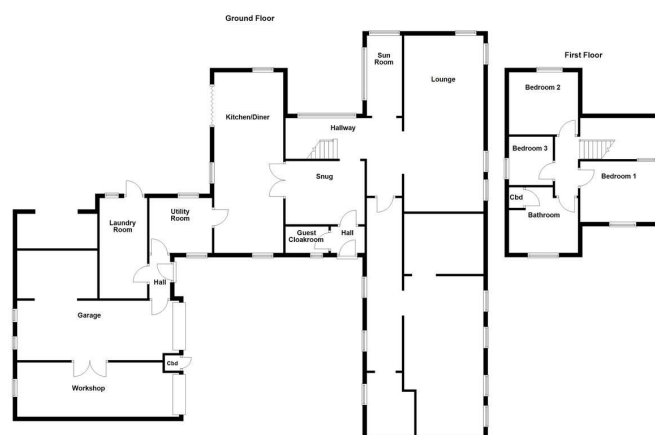 Ground Floor
Sun
Room
Lounge
Kitchen/Diner
Hallway
Snug
Laundry
Room
Utility
Room
Guest
Cloakroom
Hall
Hall
Garage
Cbd
Workshop
First Floor
Bedroom 2
Bedroom 3
Bedroom 1
Cbd
Bathroom